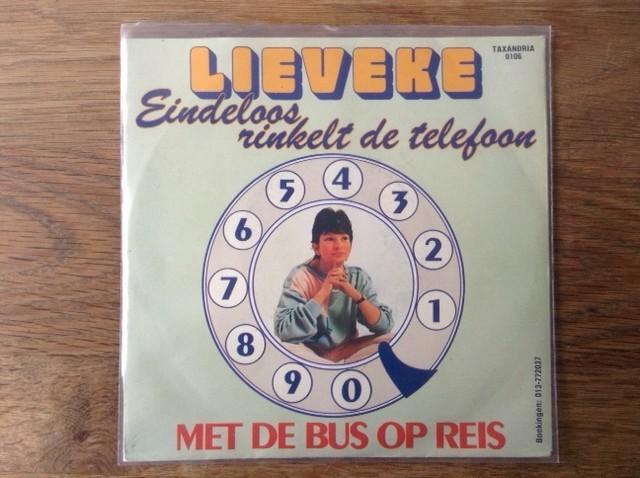 LIEVEKE
TAXANDRIA
0106
Eindeloos
rinkelt de telefoon
4
5
3
6
2
7
1
8
9
0
MET DE BUS OP REIS
Boekingen: 013-772037